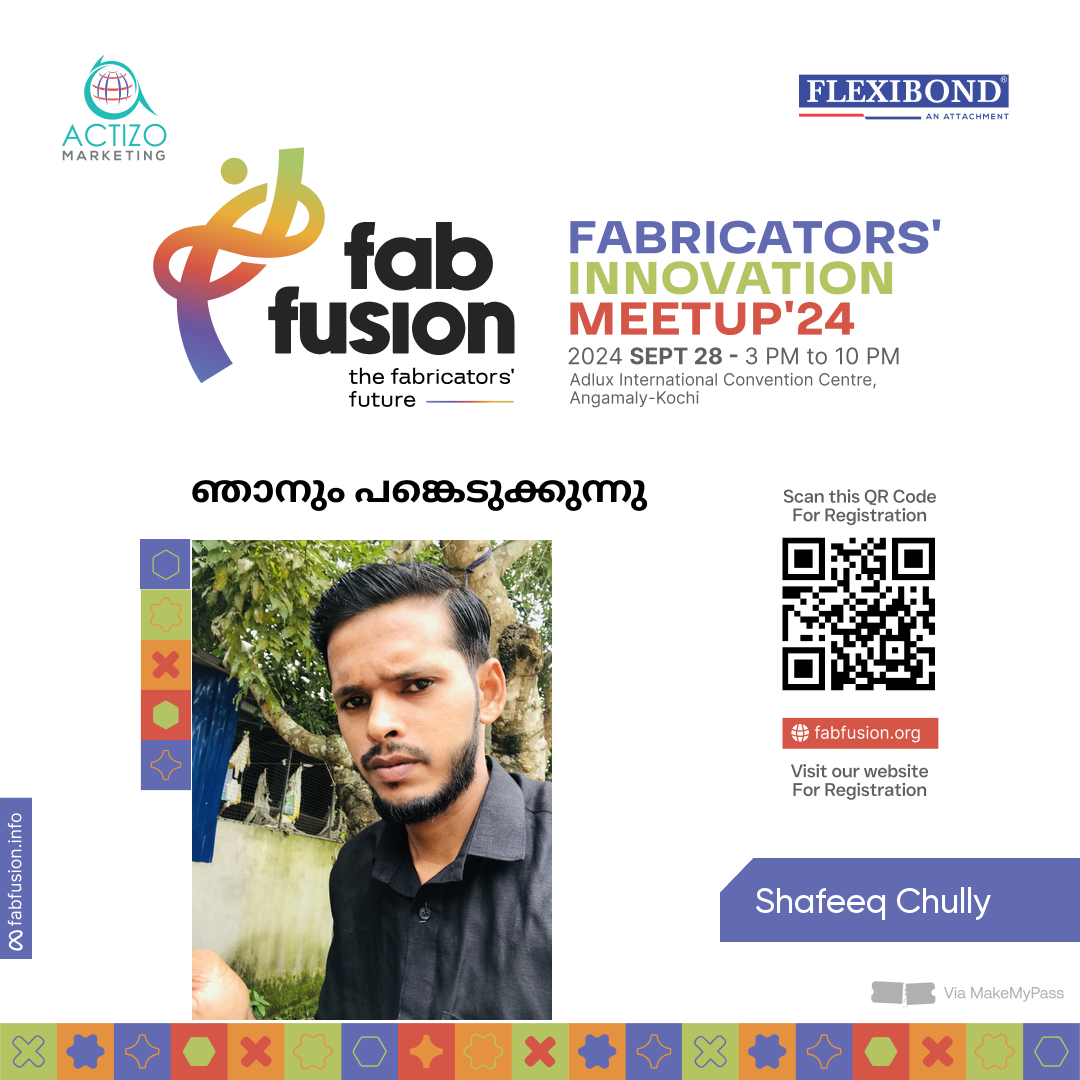 ACTIZO
MARKETING
FLEXIBOND®
AN ATTACHMENT
fab
fusion
the fabricators'
future
FABRICATORS'
INNOVATION
MEETUP'24
2024 SEPT 28 - 3 PM to 10 PM
Adlux International Convention Centre,
Angamaly-Kochi
ഞാനും പങ്കെടുക്കുന്നു
Scan this QR Code
For Registration
fabfusion.org
Visit our website
For Registration
fabfusion.info
Shafeeq Chully
Via MakeMyPass